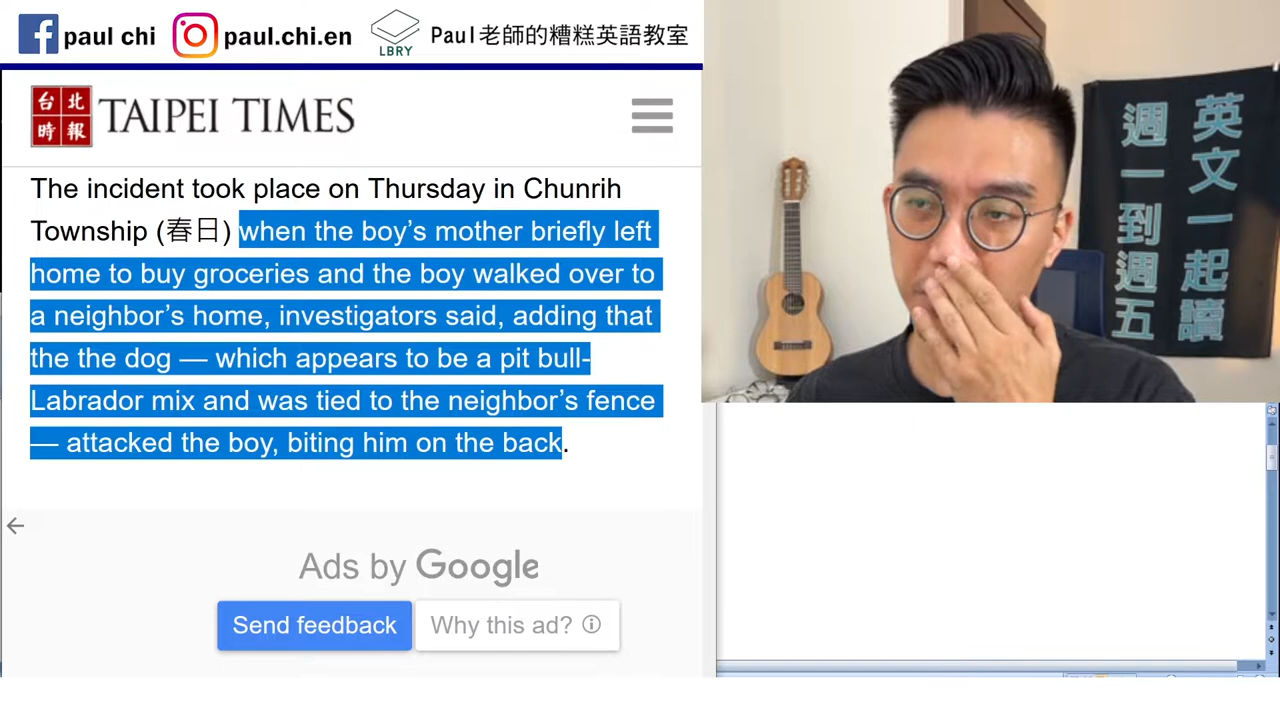 paul chi
paul.chi.en
LBRY
Paul老師的糟糕英語教室
台北時報
TAIPEI TIMES
The incident took place on Thursday in Chunrih
Township (春日) when the boy’s mother briefly left
home to buy groceries and the boy walked over to
a neighbor’s home, investigators said, adding that
the the dog — which appears to be a pit bull-
Labrador mix and was tied to the neighbor’s fence
— attacked the boy, biting him on the back.
Ads by Google
Send feedback
Why this ad?
英文一起讀
週一到週五